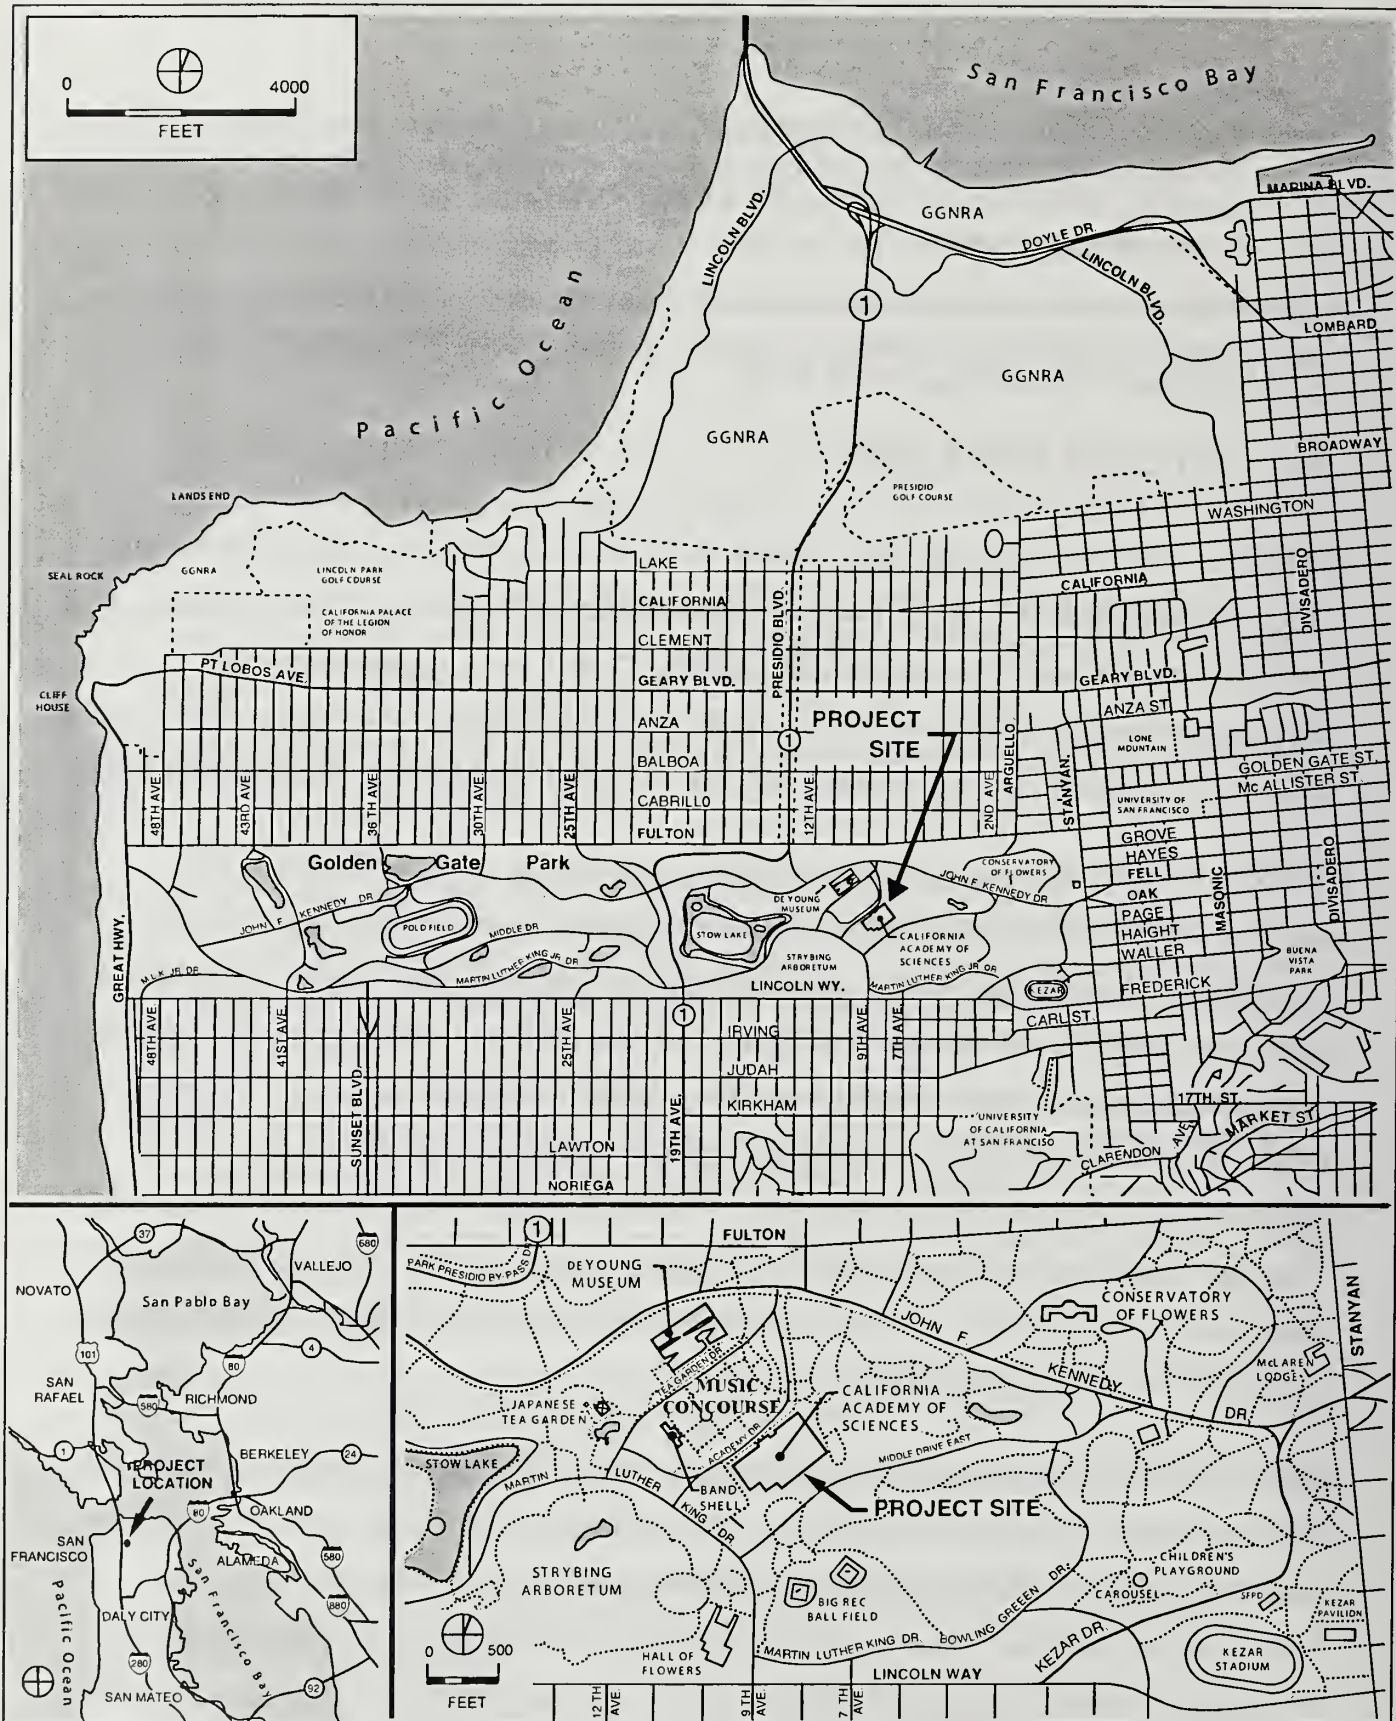 0 4000
FEET
San Francisco Bay
Pacific Ocean
MARINA BLVD.
GGNRA
DOYLE DR.
LINCOLN BLVD.
LINCOLN BLVD.
1
LOMBARD
GGNRA
GGNRA
BROADWAY
PRESIDIO
GOLF COURSE
LANDS END
WASHINGTON
SEAL ROCK
GGNRA
LINCOLN PARK
GOLF COURSE
LAKE
CALIFORNIA
CALIFORNIA
CALIFORNIA PALACE
OF THE LEGION
OF HONOR
CLEMENT
PRESIDIO BLVD.
DIVISADERO
PT LOBOS AVE.
GEARY BLVD.
GEARY BLVD.
CLIFF
HOUSE
ANZA
ANZA ST.
PROJECT
SITE
1
LONE
MOUNTAIN
BALBOA
GOLDEN GATE ST.
Mc ALLISTER ST.
48TH AVE.
43RD AVE
36TH AVE
30TH AVE.
25TH AVE.
CABRILLO
12TH AVE.
2ND AVE
ARGUELLO
STANYAN
UNIVERSITY OF
SAN FRANCISCO
FULTON
GROVE
HAYES
FELL
OAK
PAGE
HAIGHT
WALLER
FREDERICK
MASONIC
DIVISADERO
Golden Gate Park
CONSERVATORY
OF FLOWERS
JOHN F. KENNEDY DR
DE YOUNG
MUSEUM
JOHN F KENNEDY DR
POLO FIELD
MIDDLE DR
STOW LAKE
CALIFORNIA
ACADEMY OF
SCIENCES
STRYBING
ARBORETUM
BUENA
VISTA
PARK
M.L.K. JR. DR.
MARTIN LUTHER KING JR. DR
MARTIN LUTHER KING JR. DR
LINCOLN WY.
KEZAR
GREAT HWY.
CARL ST.
1
48TH AVE.
41ST AVE.
SUNSET BLVD.
25TH AVE.
19TH AVE.
IRVING
9TH AVE.
7TH AVE.
JUDAH
KIRKHAM
LAWTON
NORIEGA
UNIVERSITY
OF CALIFORNIA
AT SAN FRANCISO
17TH. ST.
MARKET ST.
CLARENDON AVE
37
680
NOVATO
VALLEJO
San Pablo Bay
101
80
4
SAN
RAFAEL
580
RICHMOND
1
BERKELEY
24
PROJECT
LOCATION
80
OAKLAND
SAN
FRANCISCO
ALAMEDA
580
880
Pacific Ocean
San Francisco Bay
DALY CITY
280
SAN MATEO
92
1
FULTON
PARK PRESIDIO BY-PASS DR
DEYOUNG
MUSEUM
CONSERVATORY
OF FLOWERS
STANYAN
JOHN F KENNEDY DR.
McLAREN
LODGE
TEA GARDEN DR
MUSIC
CONCOURSE
JAPANESE
TEA GARDEN
CALIFORNIA
ACADEMY OF
SCIENCES
ACADEMY DR
MIDDLE DRIVE EAST
STOW LAKE
MARTIN LUTHER KING DR.
BAND
SHELL
PROJECT SITE
STRYBING
ARBORETUM
BIG REC
BALL FIELD
CHILDREN'S
PLAYGROUND
CAROUSEL
SFPD
KEZAR
PAVILION
0 500
FEET
HALL OF
FLOWERS
MARTIN LUTHER KING DR. BOWLING GREEEN DR.
KEZAR DR.
KEZAR
STADIUM
LINCOLN WAY
12 TH
AVE.
9 TH
AVE.
7 TH
AVE.